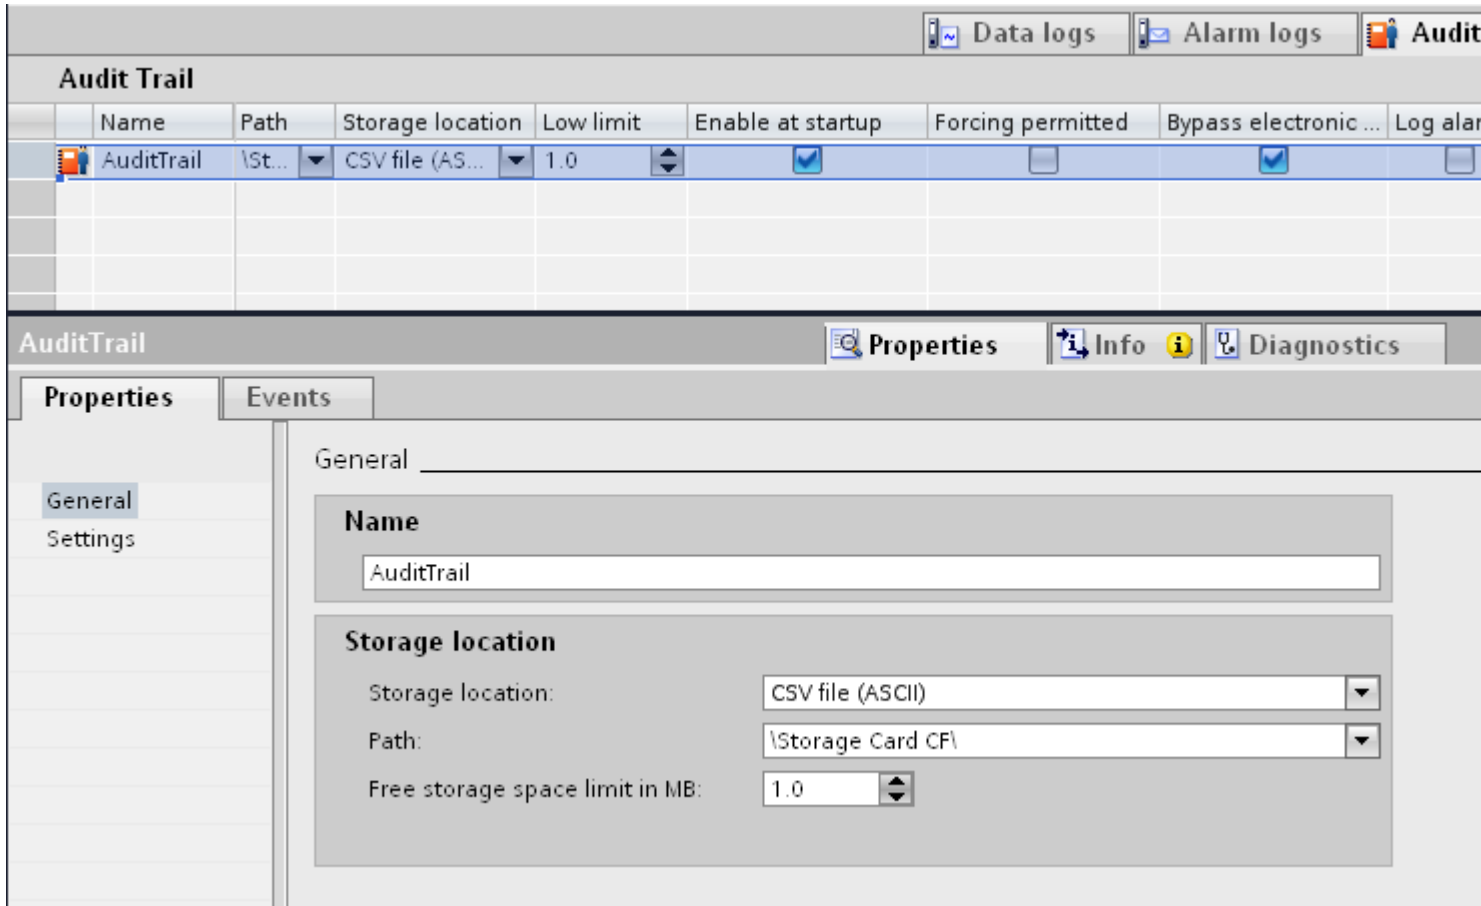 Data logs Alarm logs Audit
Audit Trail
Name Path Storage location Low limit Enable at startup Forcing permitted Bypass electronic ... Log alar
AuditTrail \St... CSV file (AS... 1.0
AuditTrail Properties Info Diagnostics
Properties Events
General
General
Settings
Name
AuditTrail
Storage location
Storage location: CSV file (ASCII)
Path: \Storage Card CF\
Free storage space limit in MB: 1.0